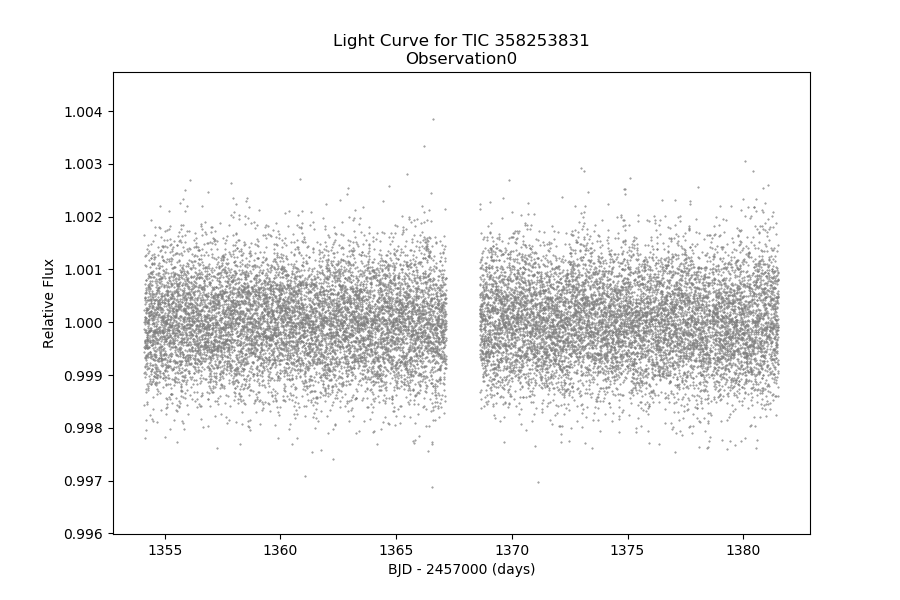 Light Curve for TIC 358253831
Observation0
Relative Flux
1.004
1.003
1.002
1.001
1.000
0.999
0.998
0.997
0.996
1355 1360 1365 1370 1375 1380
BJD - 2457000 (days)